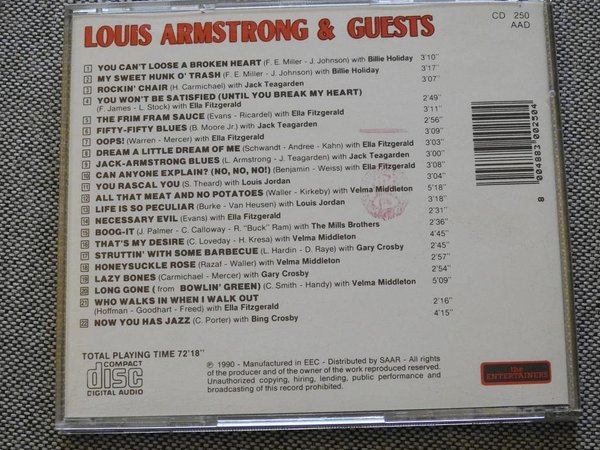 LOUIS ARMSTRONG & GUESTS
CD 250
AAD
1 YOU CAN'T LOOSE A BROKEN HEART (F. E. Miller - J. Johnson) with Billie Holiday 3'10"
2 MY SWEET HUNK O' TRASH (F. E. Miller - J. Johnson) with Billie Holiday 3'17"
3 ROCKIN' CHAIR (H. Carmichael) with Jack Teagarden 3'07"
4 YOU WON'T BE SATISFIED (UNTIL YOU BREAK MY HEART)
(F. James - L. Stock) with Ella Fitzgerald 2'49"
5 THE FRIM FRAM SAUCE (Evans - Ricardel) with Ella Fitzgerald 3'11"
6 FIFTY-FIFTY BLUES (B. Moore Jr.) with Jack Teagarden 2'56"
7 OOPS! (Warren - Mercer) with Ella Fitzgerald 3'09"
8 DREAM A LITTLE DREAM OF ME (Schwandt - Andree - Kahn) with Ella Fitzgerald 3'03"
9 JACK-ARMSTRONG BLUES (L. Armstrong - J. Teagarden) with Jack Teagarden 3'00"
10 CAN ANYONE EXPLAIN? (NO, NO, NO!) (Benjamin - Weiss) with Ella Fitzgerald 3'08"
11 YOU RASCAL YOU (S. Theard) with Louis Jordan 3'04"
12 ALL THAT MEAT AND NO POTATOES (Waller - Kirkeby) with Velma Middleton 5'18"
13 LIFE IS SO PECULIAR (Burke - Van Heusen) with Louis Jordan 3'18"
14 NECESSARY EVIL (Evans) with Ella Fitzgerald 2'31"
15 BOOG-IT (J. Palmer - C. Calloway - R. "Buck" Ram) with The Mills Brothers 2'36"
16 THAT'S MY DESIRE (C. Loveday - H. Kresa) with Velma Middleton 4'45"
17 STRUTTIN' WITH SOME BARBECUE (L. Hardin - D. Raye) with Gary Crosby 2'57"
18 HONEYSUCKLE ROSE (Razaf - Waller) with Velma Middleton 2'54"
19 LAZY BONES (Carmichael - Mercer) with Gary Crosby 2'54"
20 LONG GONE ( from BOWLIN' GREEN) (C. Smith - Handy) with Velma Middleton 5'09"
21 WHO WALKS IN WHEN I WALK OUT
(Hoffman - Goodhart - Freed) with Ella Fitzgerald 2'16"
22 NOW YOU HAS JAZZ (C. Porter) with Bing Crosby 4'15"
8 004883 002504
TOTAL PLAYING TIME 72'18"
COMPACT
disc
DIGITAL AUDIO
℗ 1990 - Manufactured in EEC - Distributed by SAAR - All rights
of the producer and of the owner of the work reproduced reserved.
Unauthorized copying, hiring, lending, public performance and
broadcasting of this record prohibited.
the
ENTERTAINERS